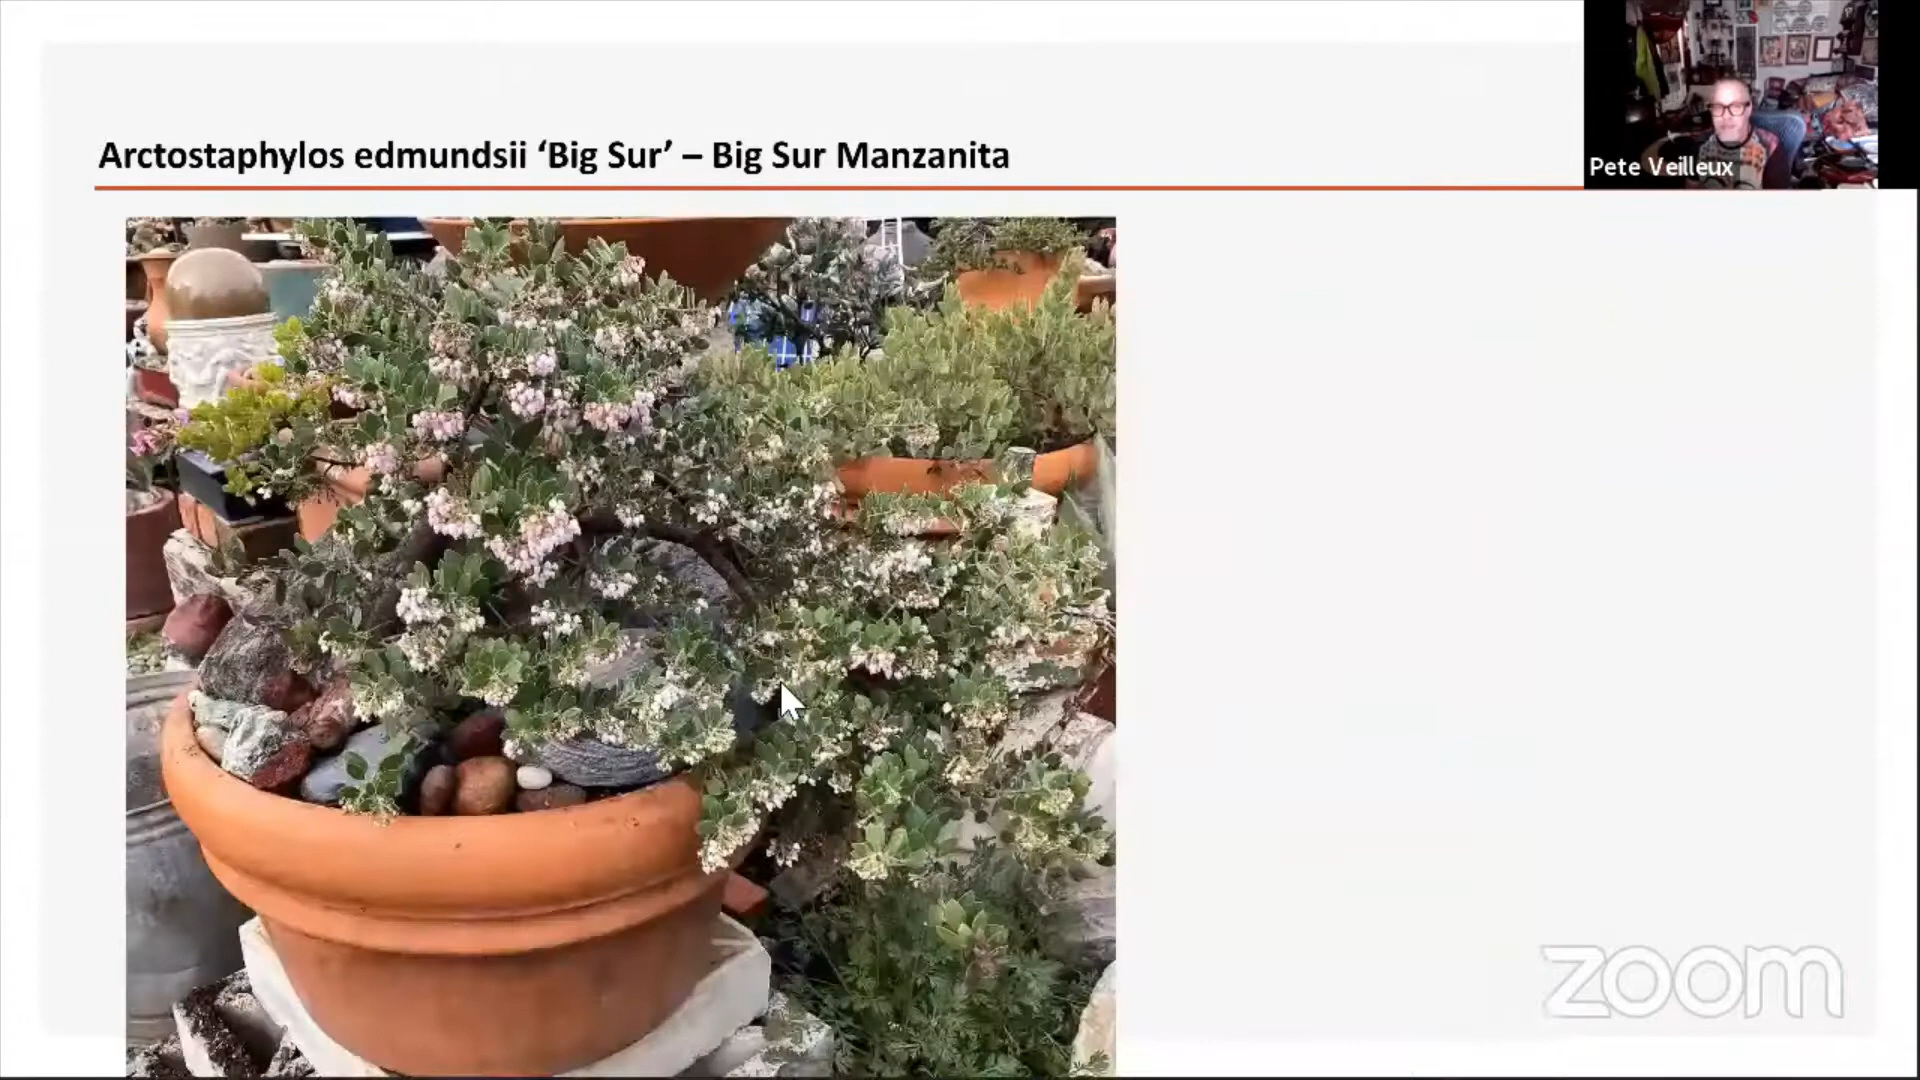 Arctostaphylos edmundsii ‘Big Sur’ – Big Sur Manzanita
Pete Veilleux
zoom